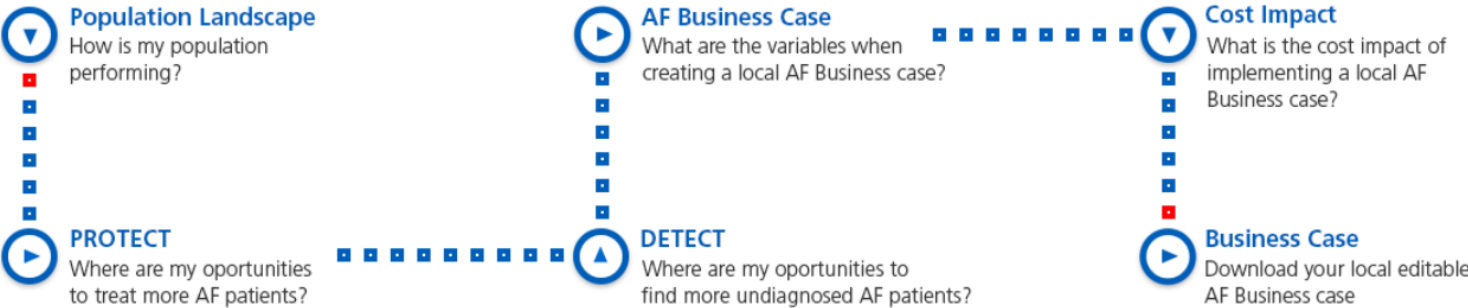 Population Landscape
How is my population
performing?
PROTECT
Where are my oportunities
to treat more AF patients?
DETECT
Where are my oportunities to
find more undiagnosed AF patients?
AF Business Case
What are the variables when
creating a local AF Business case?
Cost Impact
What is the cost impact of
implementing a local AF
Business case?
Business Case
Download your local editable
AF Business case